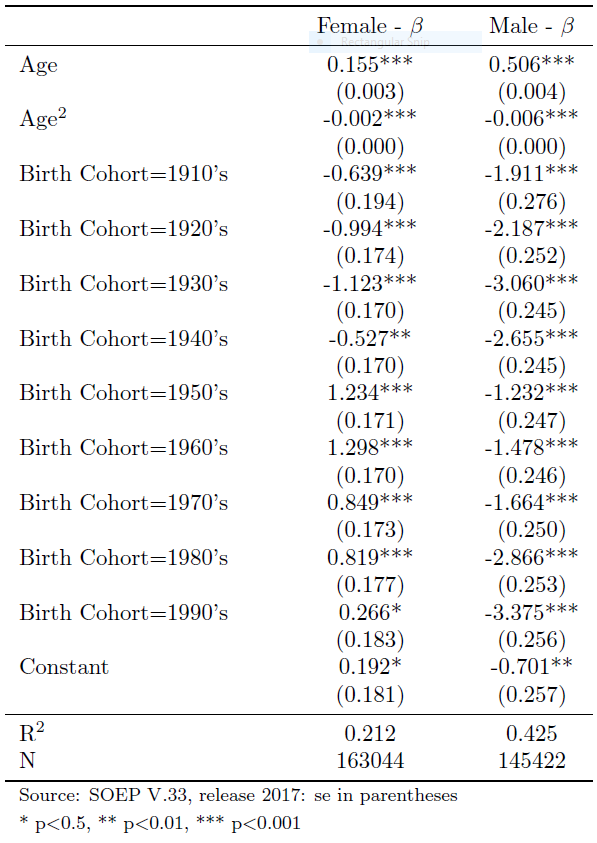 Female - β Male - β
Rectangular Snip
Age 0.155*** 0.506***
(0.003) (0.004)
Age² -0.002*** -0.006***
(0.000) (0.000)
Birth Cohort=1910's -0.639*** -1.911***
(0.194) (0.276)
Birth Cohort=1920's -0.994*** -2.187***
(0.174) (0.252)
Birth Cohort=1930's -1.123*** -3.060***
(0.170) (0.245)
Birth Cohort=1940's -0.527** -2.655***
(0.170) (0.245)
Birth Cohort=1950's 1.234*** -1.232***
(0.171) (0.247)
Birth Cohort=1960's 1.298*** -1.478***
(0.170) (0.246)
Birth Cohort=1970's 0.849*** -1.664***
(0.173) (0.250)
Birth Cohort=1980's 0.819*** -2.866***
(0.177) (0.253)
Birth Cohort=1990's 0.266* -3.375***
(0.183) (0.256)
Constant 0.192* -0.701**
(0.181) (0.257)
R² 0.212 0.425
N 163044 145422
Source: SOEP V.33, release 2017: se in parentheses
* p<0.5, ** p<0.01, *** p<0.001